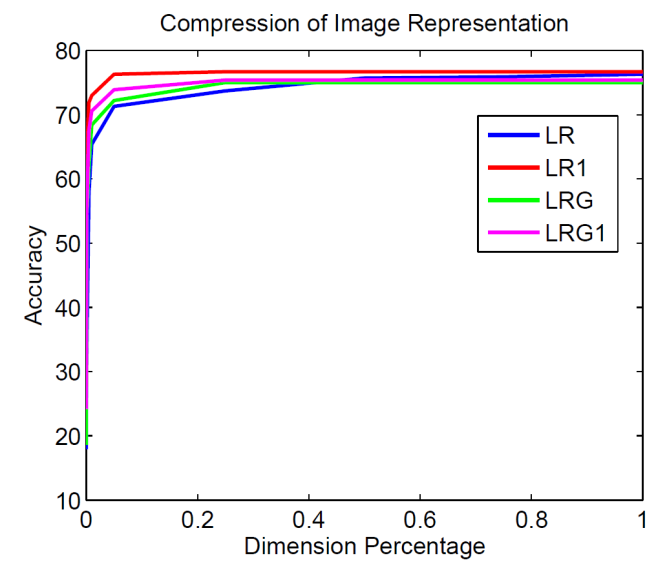 Compression of Image Representation
80
70
60
50
40
30
20
10
Accuracy
LR
LR1
LRG
LRG1
0 0.2 0.4 0.6 0.8 1
Dimension Percentage